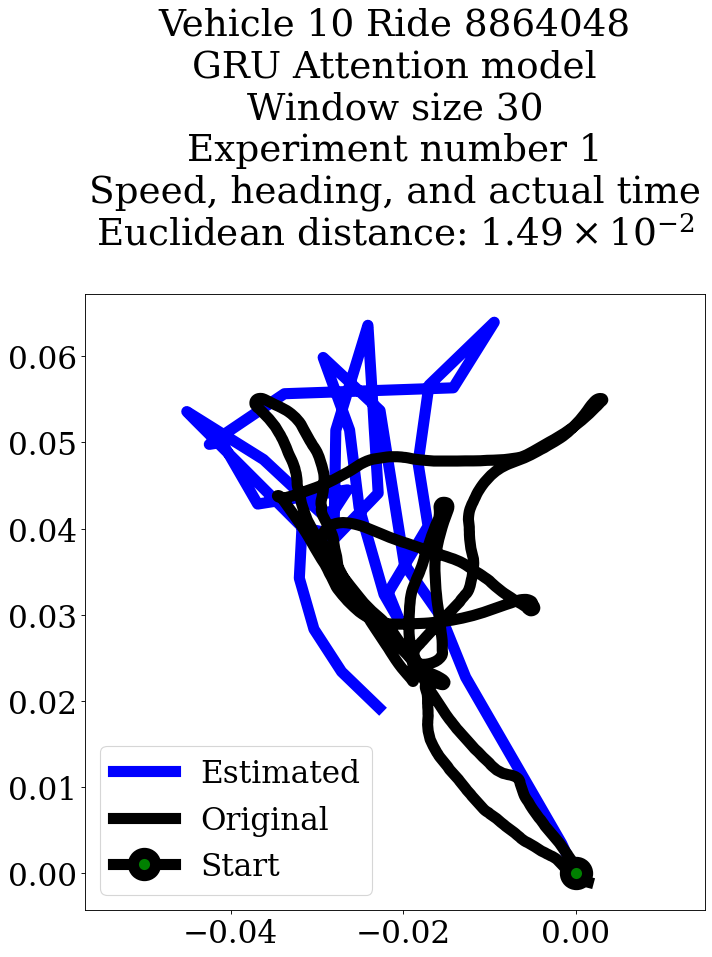 Vehicle 10 Ride 8864048
GRU Attention model
Window size 30
Experiment number 1
Speed, heading, and actual time
Euclidean distance: 1.49 × 10⁻²
0.06
0.05
0.04
0.03
0.02
0.01
0.00
Estimated
Original
Start
−0.04
−0.02
0.00